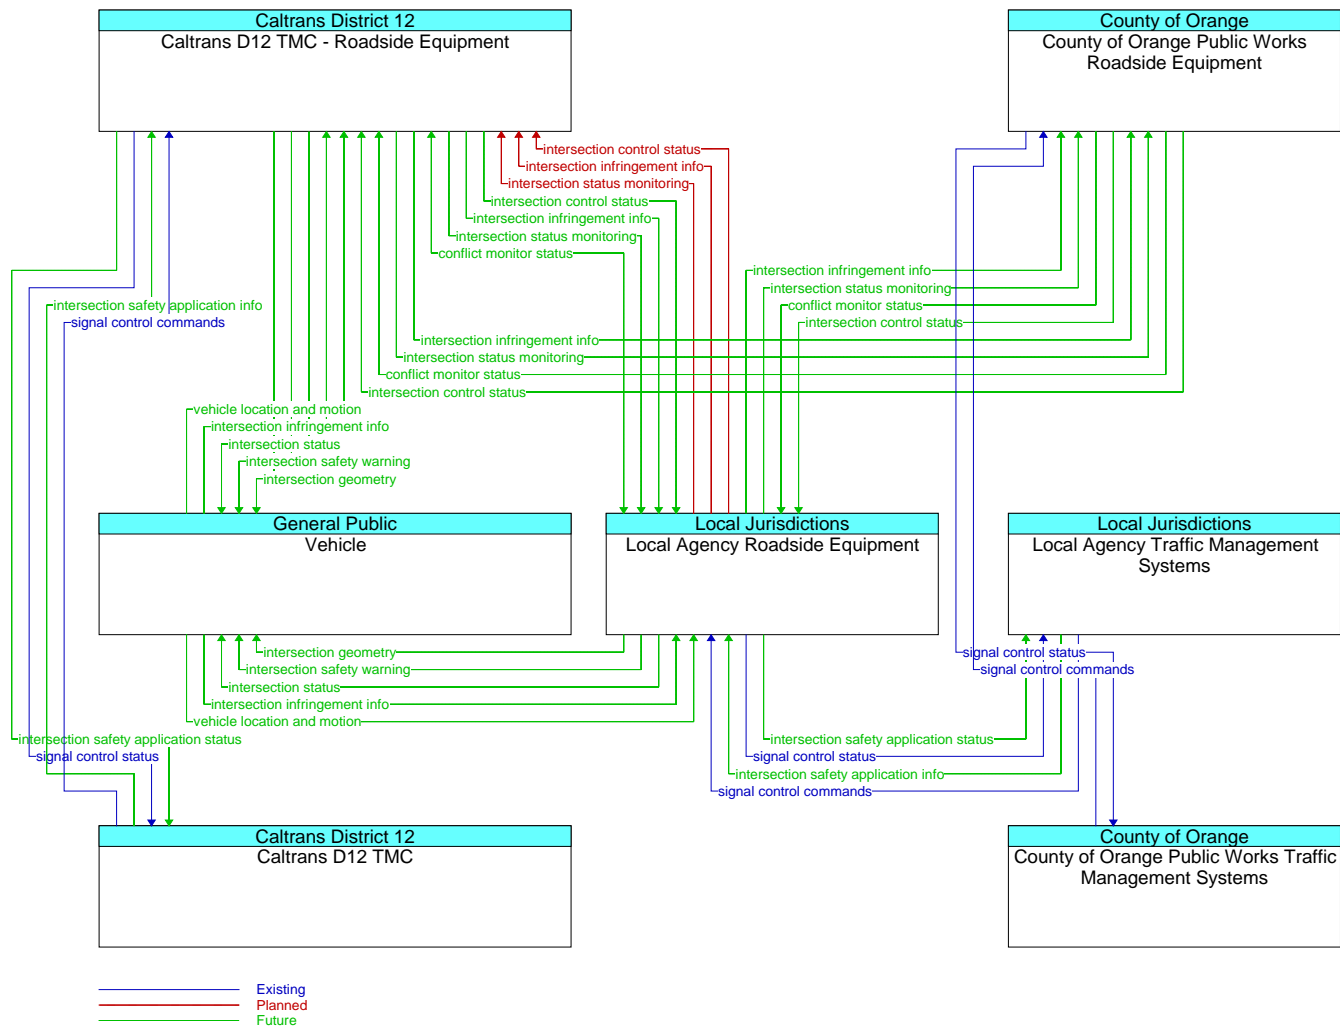 Caltrans District 12
Caltrans D12 TMC - Roadside Equipment
County of Orange
County of Orange Public Works
Roadside Equipment
intersection control status
intersection infringement info
intersection status monitoring
intersection control status
intersection infringement info
intersection status monitoring
conflict monitor status
intersection infringement info
intersection status monitoring
conflict monitor status
intersection control status
intersection safety application info
signal control commands
intersection infringement info
intersection status monitoring
conflict monitor status
intersection control status
vehicle location and motion
intersection infringement info
intersection status
intersection safety warning
intersection geometry
General Public
Vehicle
Local Jurisdictions
Local Agency Roadside Equipment
Local Jurisdictions
Local Agency Traffic Management
Systems
intersection geometry
intersection safety warning
intersection status
intersection infringement info
vehicle location and motion
signal control status
signal control commands
intersection safety application status
signal control status
intersection safety application status
signal control status
intersection safety application info
signal control commands
Caltrans District 12
Caltrans D12 TMC
County of Orange
County of Orange Public Works Traffic
Management Systems
Existing
Planned
Future